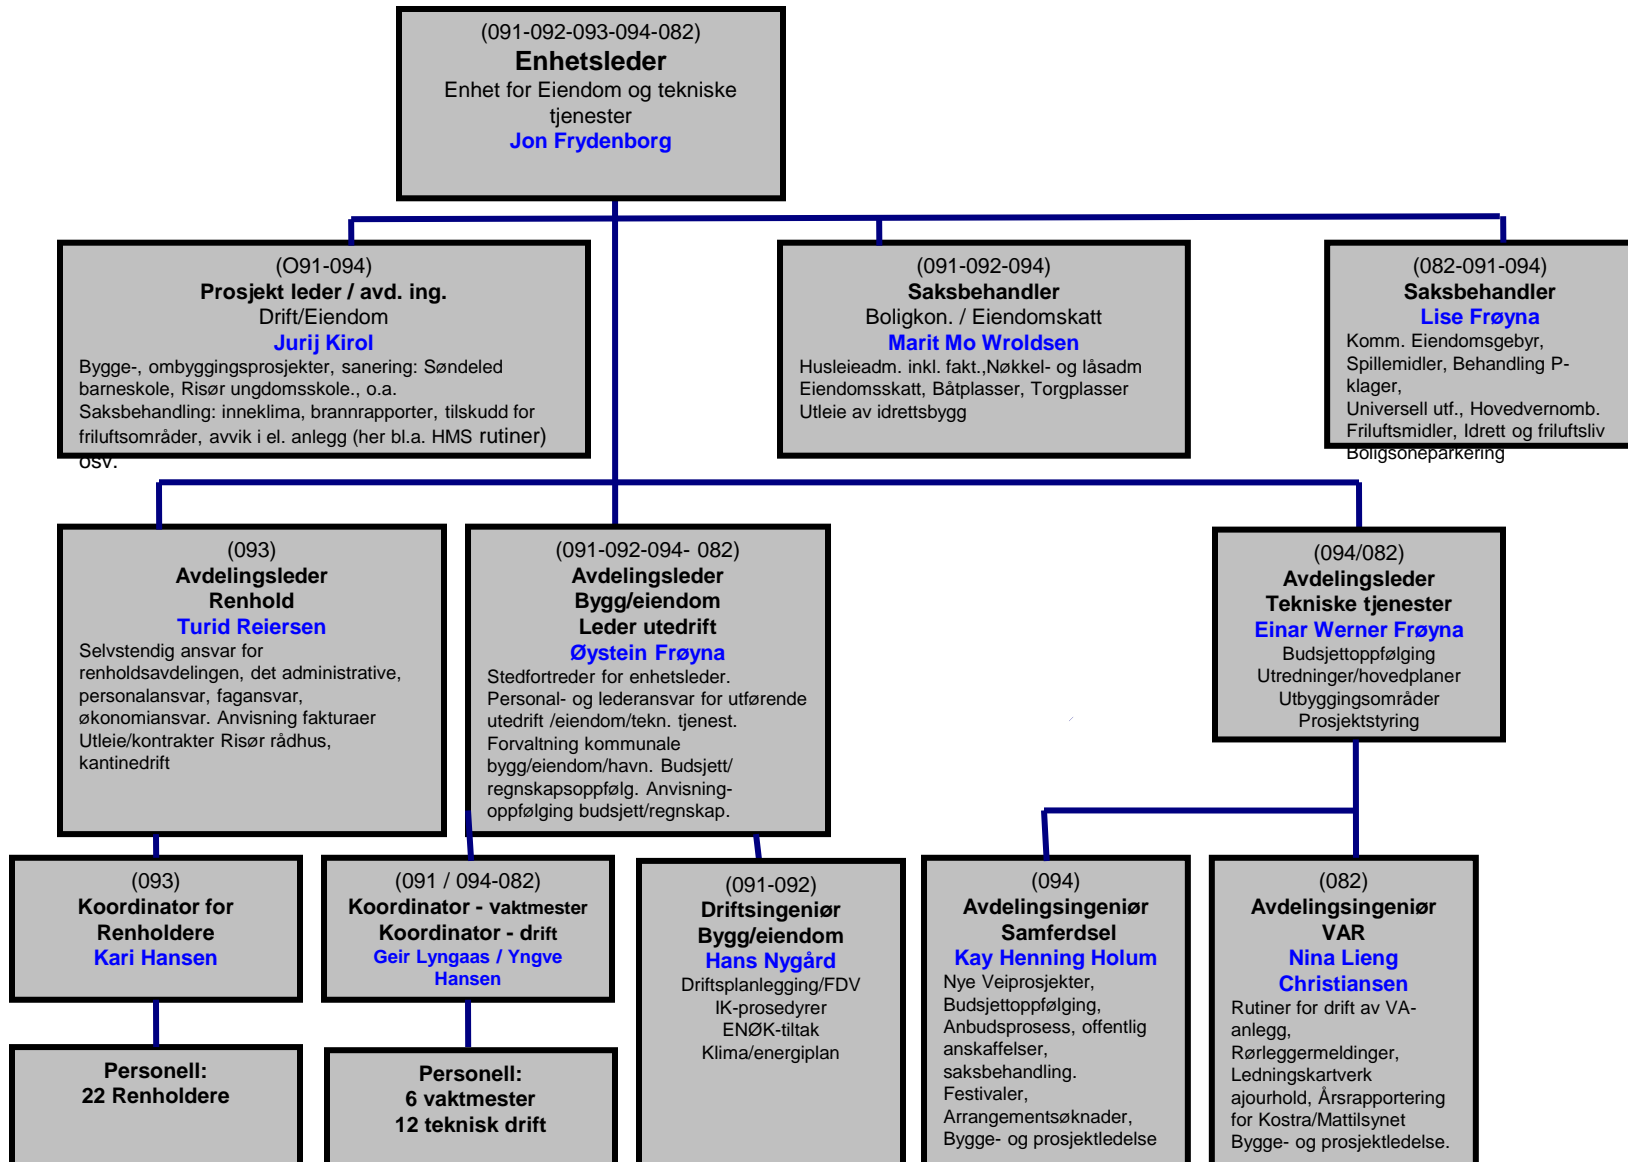 (091-092-093-094-082)
Enhetsleder
Enhet for Eiendom og tekniske
tjenester
Jon Frydenborg
(O91-094)
Prosjekt leder / avd. ing.
Drift/Eiendom
Jurij Kirol
Bygge-, ombyggingsprosjekter, sanering: Søndeled
barneskole, Risør ungdomsskole., o.a.
Saksbehandling: inneklima, brannrapporter, tilskudd for
friluftsområder, avvik i el. anlegg (her bl.a. HMS rutiner)
osv.
(091-092-094)
Saksbehandler
Boligkon. / Eiendomskatt
Marit Mo Wroldsen
Husleieadm. inkl. fakt.,Nøkkel- og låsadm
Eiendomsskatt, Båtplasser, Torgplasser
Utleie av idrettsbygg
(082-091-094)
Saksbehandler
Lise Frøyna
Komm. Eiendomsgebyr,
Spillemidler, Behandling P-
klager,
Universell utf., Hovedvernomb.
Friluftsmidler, Idrett og friluftsliv
Boligsoneparkering
(093)
Avdelingsleder
Renhold
Turid Reiersen
Selvstendig ansvar for
renholdsavdelingen, det administrative,
personalansvar, fagansvar,
økonomiansvar. Anvisning fakturaer
Utleie/kontrakter Risør rådhus,
kantinedrift
(091-092-094- 082)
Avdelingsleder
Bygg/eiendom
Leder utedrift
Øystein Frøyna
Stedfortreder for enhetsleder.
Personal- og lederansvar for utførende
utedrift /eiendom/tekn. tjenest.
Forvaltning kommunale
bygg/eiendom/havn. Budsjett/
regnskapsoppfølg. Anvisning-
oppfølging budsjett/regnskap.
(094/082)
Avdelingsleder
Tekniske tjenester
Einar Werner Frøyna
Budsjettoppfølging
Utredninger/hovedplaner
Utbyggingsområder
Prosjektstyring
(093)
Koordinator for
Renholdere
Kari Hansen
(091 / 094-082)
Koordinator - vaktmester
Koordinator - drift
Geir Lyngaas / Yngve
Hansen
(091-092)
Driftsingeniør
Bygg/eiendom
Hans Nygård
Driftsplanlegging/FDV
IK-prosedyrer
ENØK-tiltak
Klima/energiplan
(094)
Avdelingsingeniør
Samferdsel
Kay Henning Holum
Nye Veiprosjekter,
Budsjettoppfølging,
Anbudsprosess, offentlig
anskaffelser,
saksbehandling.
Festivaler,
Arrangementsøknader,
Bygge- og prosjektledelse
(082)
Avdelingsingeniør
VAR
Nina Lieng
Christiansen
Rutiner for drift av VA-
anlegg,
Rørleggermeldinger,
Ledningskartverk
ajourhold, Årsrapportering
for Kostra/Mattilsynet
Bygge- og prosjektledelse.
Personell:
22 Renholdere
Personell:
6 vaktmester
12 teknisk drift